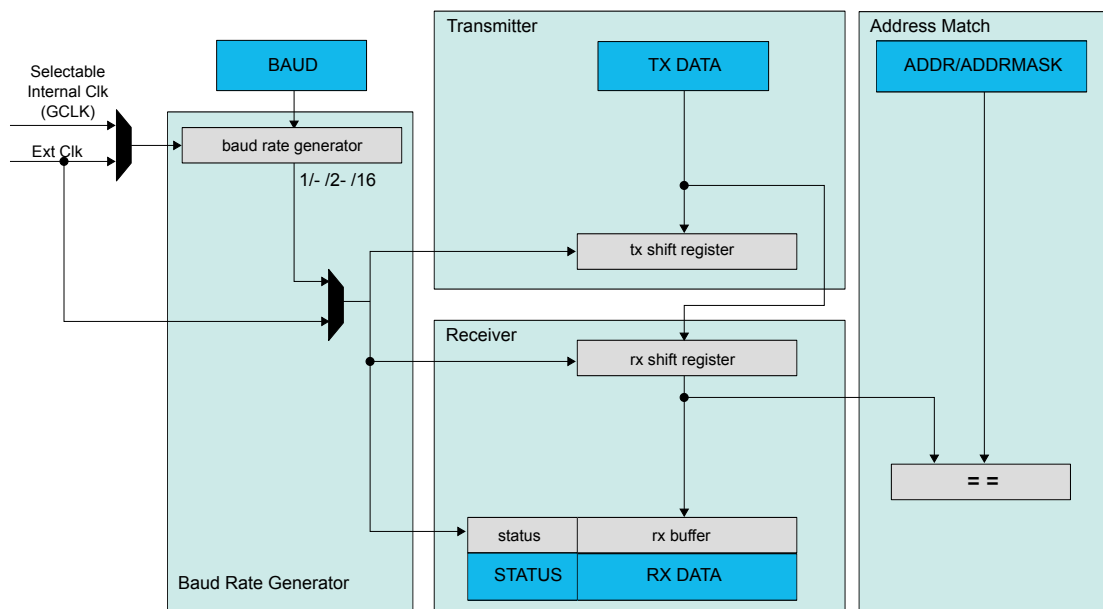 Transmitter
Address Match
BAUD
TX DATA
ADDR/ADDRMASK
Selectable
Internal Clk
(GCLK)
baud rate generator
Ext Clk
1/- /2- /16
tx shift register
Receiver
rx shift register
= =
status
rx buffer
STATUS
RX DATA
Baud Rate Generator